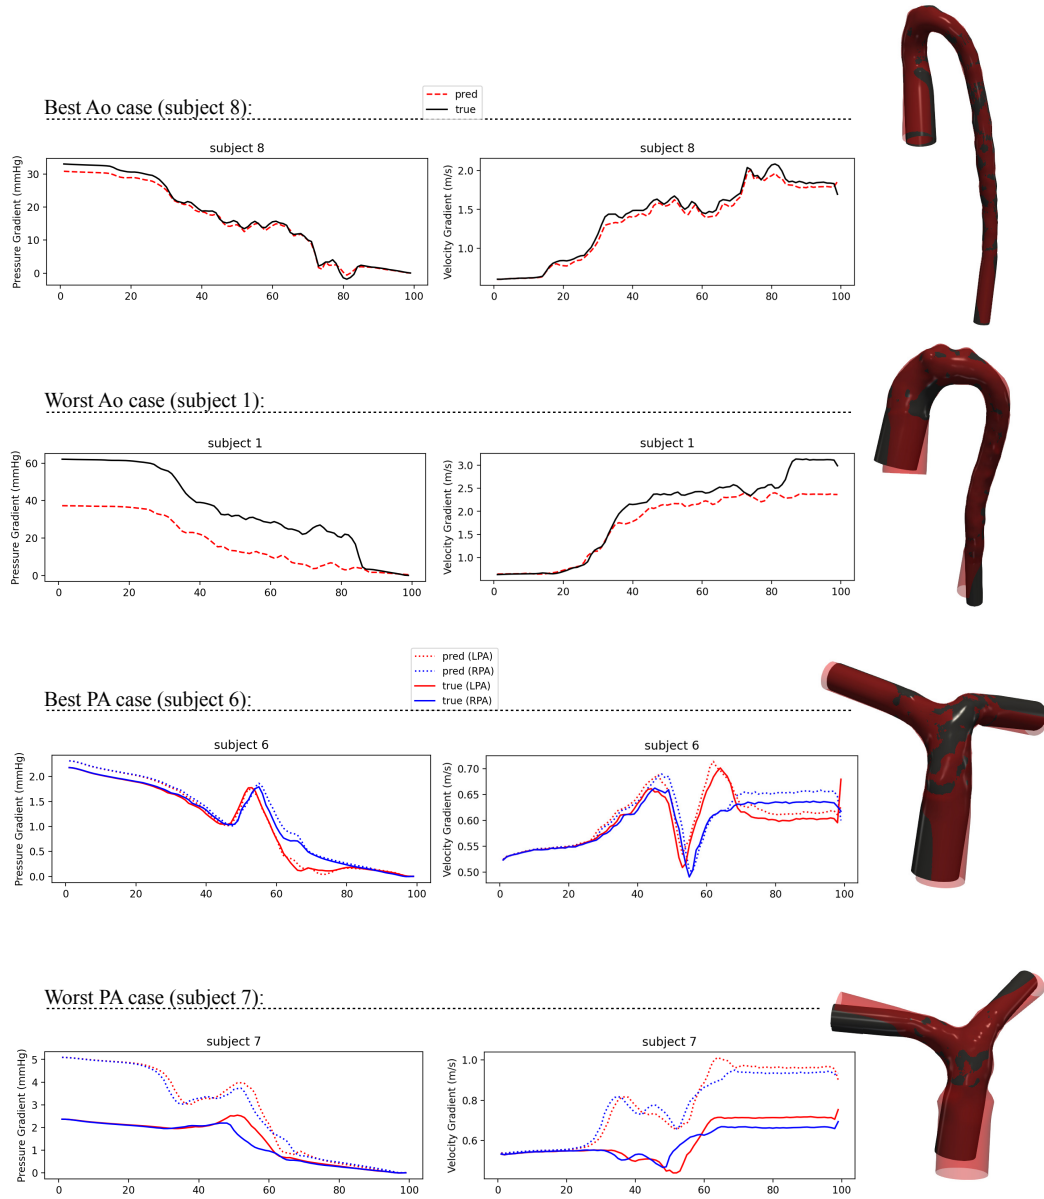 Best Ao case (subject 8):
pred
true
subject 8
subject 8
Pressure Gradient (mmHg)
30
20
10
0
0 20 40 60 80 100
Velocity Gradient (m/s)
2.0
1.5
1.0
0 20 40 60 80 100
Worst Ao case (subject 1):
subject 1
subject 1
Pressure Gradient (mmHg)
60
40
20
0
0 20 40 60 80 100
Velocity Gradient (m/s)
3.0
2.5
2.0
1.5
1.0
0 20 40 60 80 100
Best PA case (subject 6):
pred (LPA)
pred (RPA)
true (LPA)
true (RPA)
subject 6
subject 6
Pressure Gradient (mmHg)
2.0
1.5
1.0
0.5
0.0
0 20 40 60 80 100
Velocity Gradient (m/s)
0.70
0.65
0.60
0.55
0.50
0 20 40 60 80 100
Worst PA case (subject 7):
subject 7
subject 7
Pressure Gradient (mmHg)
5
4
3
2
1
0
0 20 40 60 80 100
Velocity Gradient (m/s)
1.0
0.8
0.6
0 20 40 60 80 100